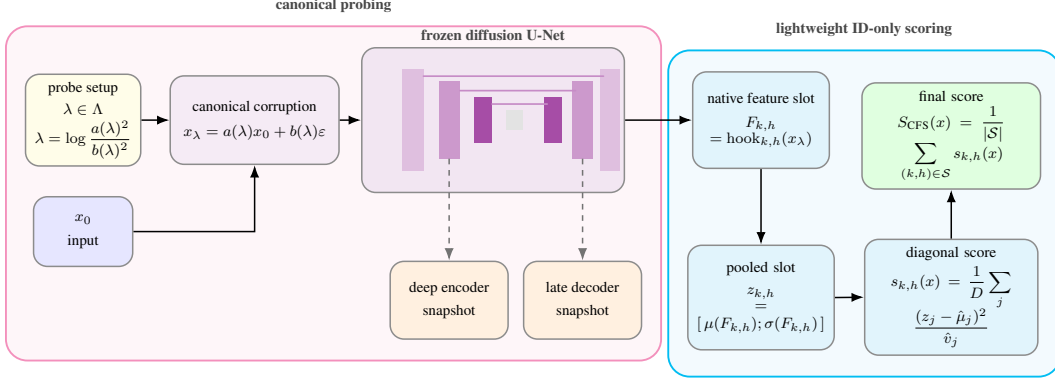 canonical probing
lightweight ID-only scoring
frozen diffusion U-Net
probe setup
λ ∈ Λ
λ = log a(λ)² / b(λ)²
canonical corruption
x_λ = a(λ)x₀ + b(λ)ε
x₀
input
deep encoder
snapshot
late decoder
snapshot
native feature slot
F_{k,h}
= hook_{k,h}(x_λ)
pooled slot
z_{k,h}
=
[ μ(F_{k,h}); σ(F_{k,h}) ]
diagonal score
s_{k,h}(x) = 1/D ∑_j
(z_j − μ̂_j)² / v̂_j
final score
S_CFS(x) = 1/|𝒮|
∑_{(k,h)∈𝒮} s_{k,h}(x)